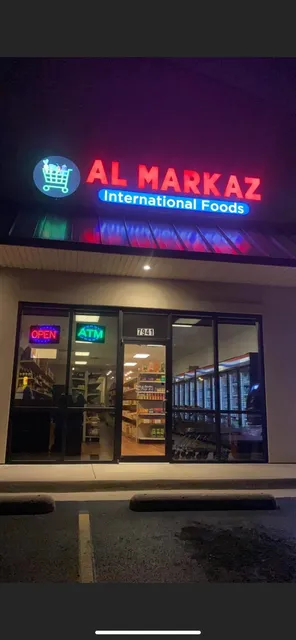 AL MARKAZ
International Foods
7941
OPEN
ATM